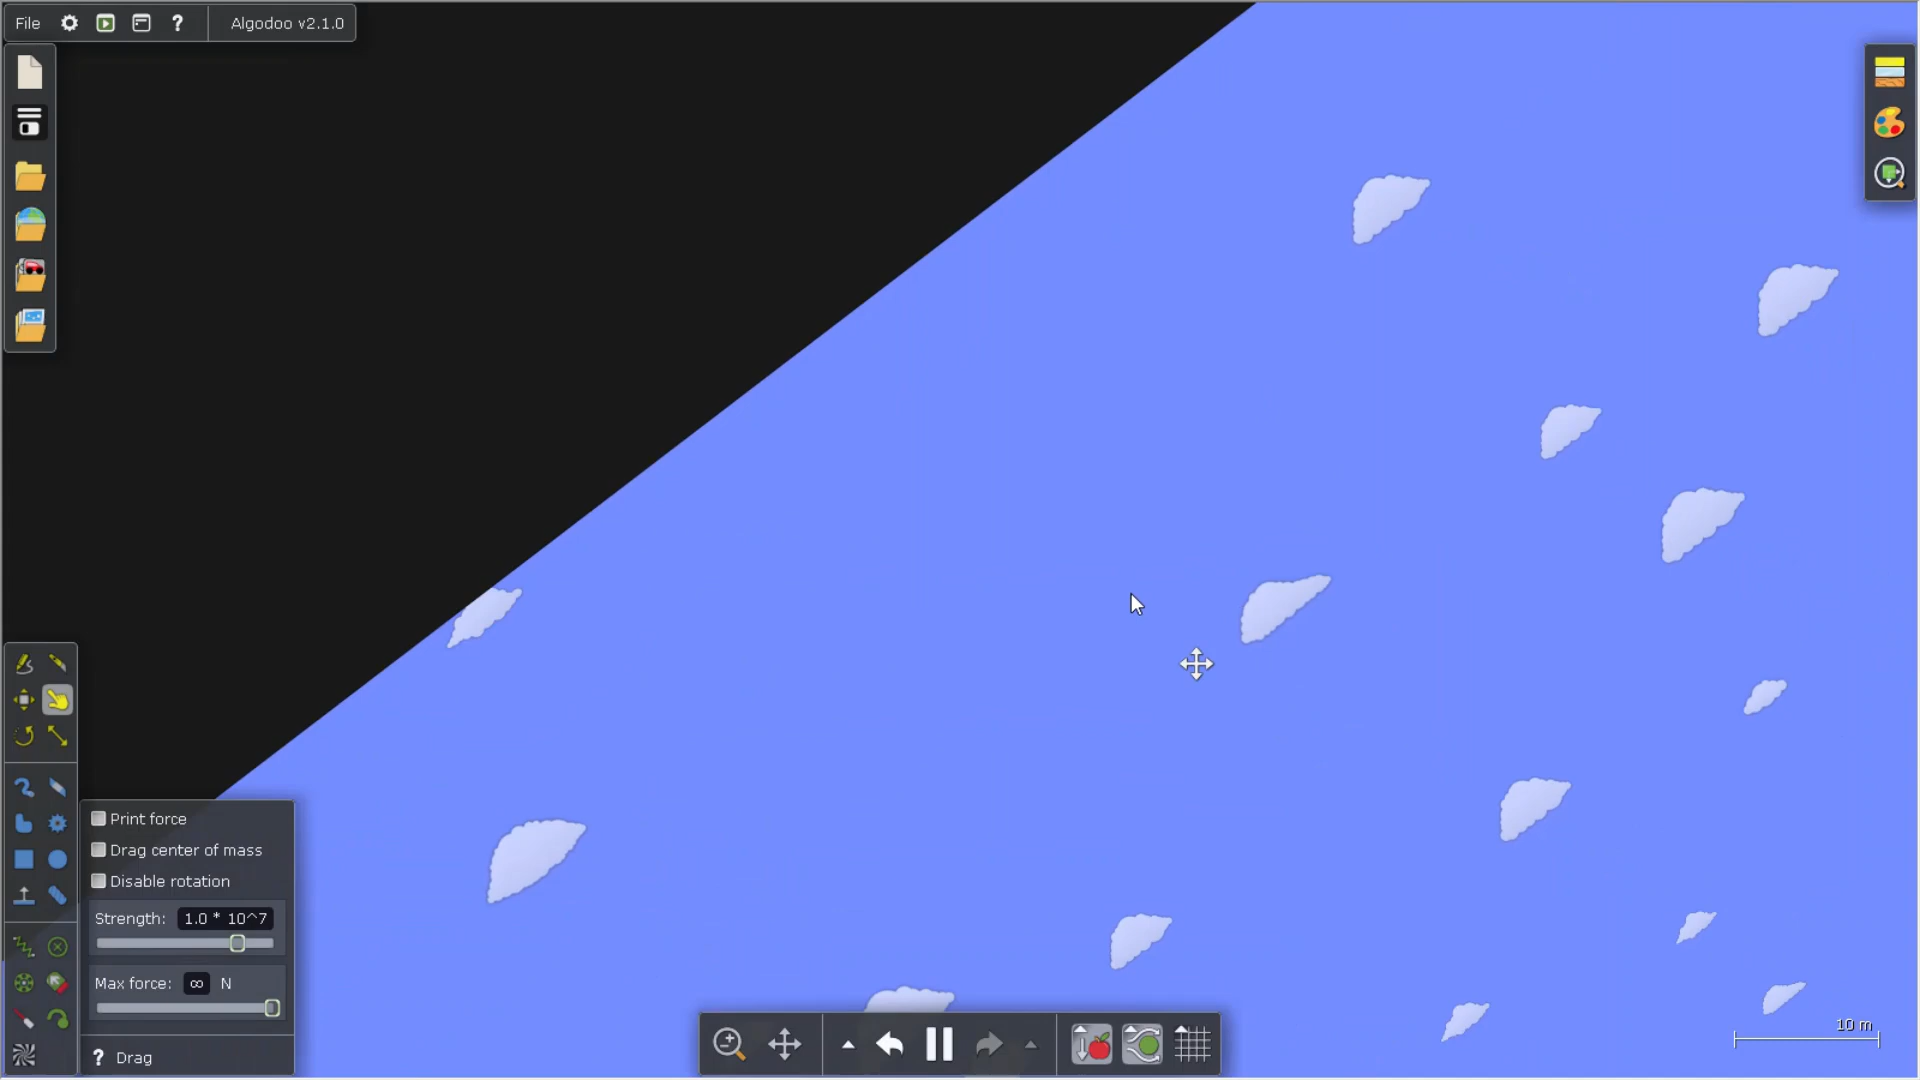 File
? Algodoo v2.1.0
Print force
Drag center of mass
Disable rotation
Strength: 1.0 * 10^7
Max force: ∞ N
? Drag
10 m